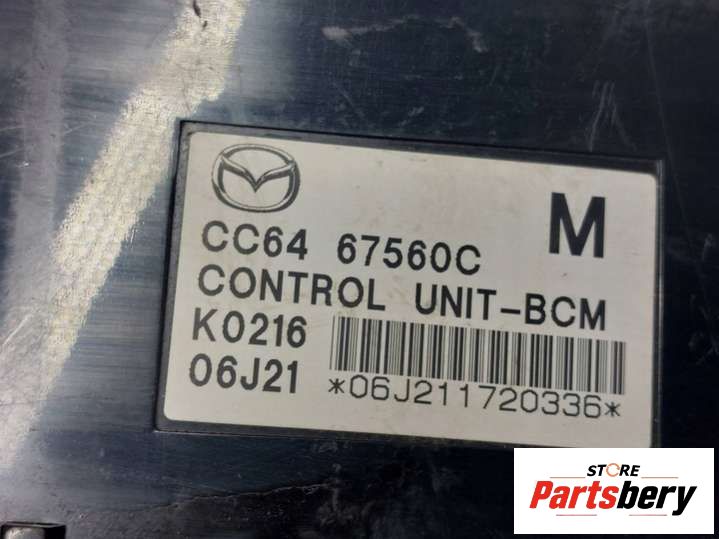 M
CC64 67560C
CONTROL UNIT-BCM
K0216
06J21
*06J211720336*
STORE
Partsbery